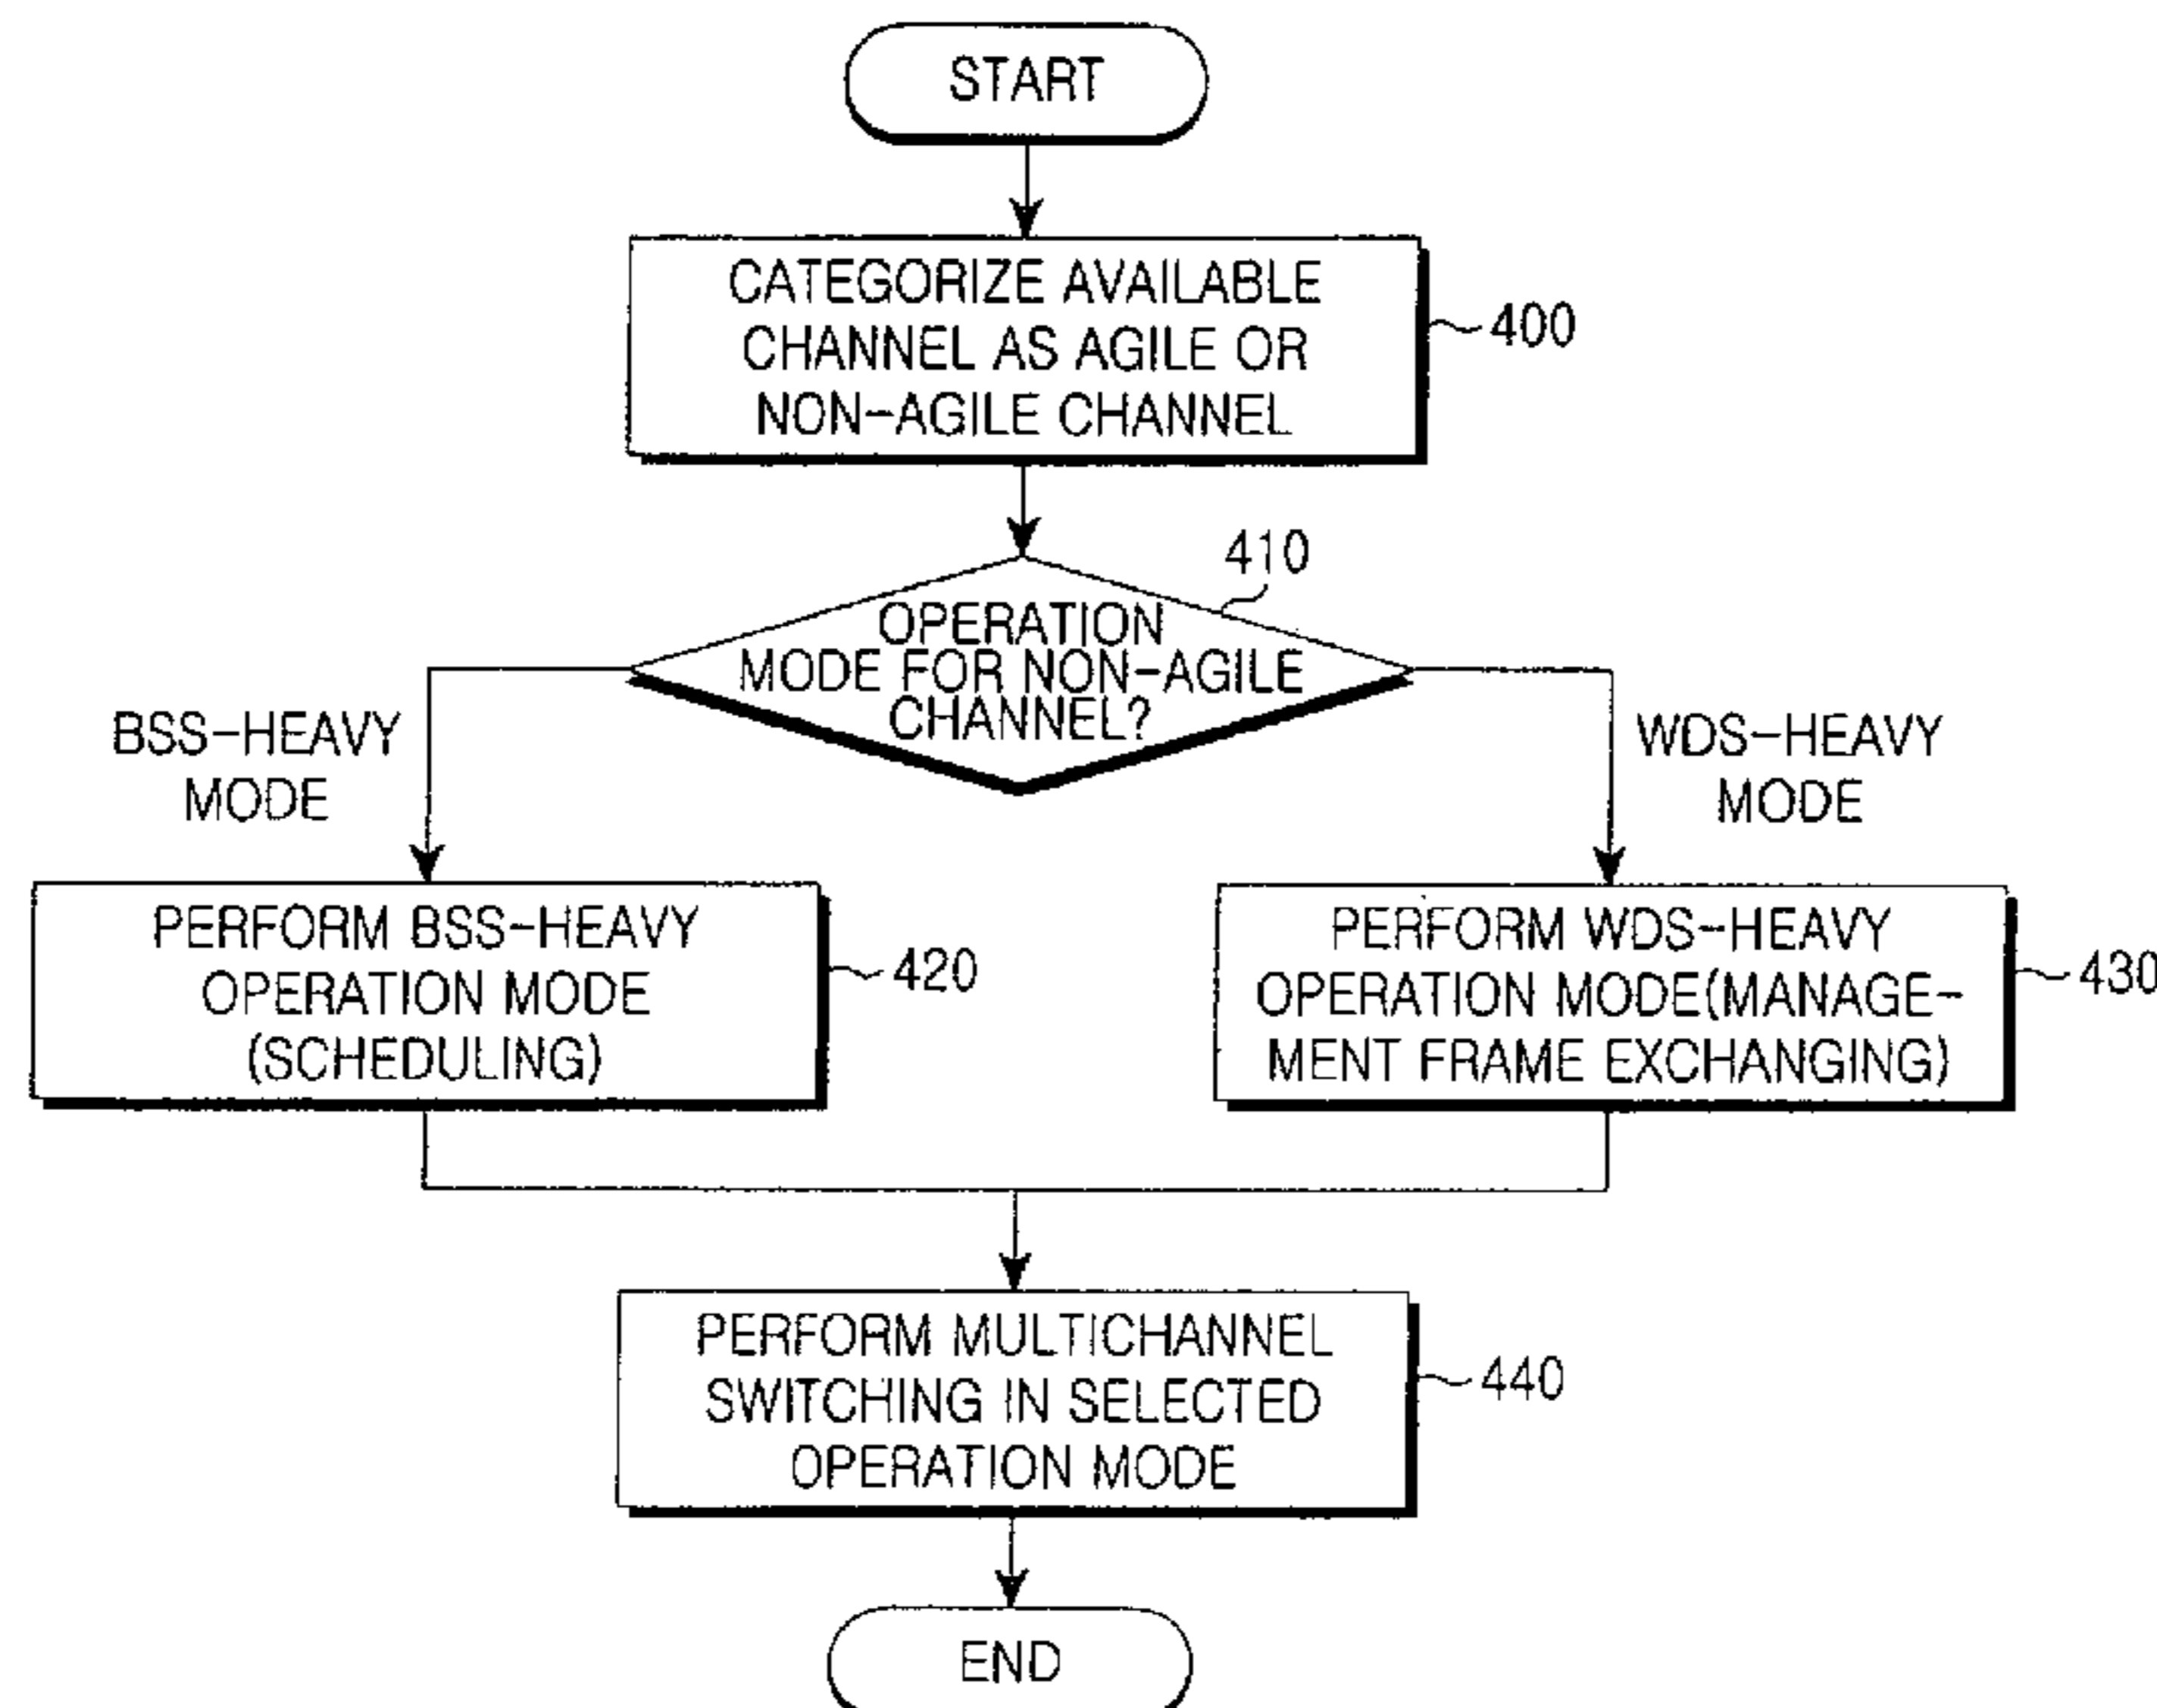 START
CATEGORIZE AVAILABLE
CHANNEL AS AGILE OR
NON-AGILE CHANNEL
400
410
OPERATION
MODE FOR NON-AGILE
CHANNEL?
BSS-HEAVY
MODE
WDS-HEAVY
MODE
PERFORM BSS-HEAVY
OPERATION MODE
(SCHEDULING)
420
PERFORM WDS-HEAVY
OPERATION MODE(MANAGE-
MENT FRAME EXCHANGING)
430
PERFORM MULTICHANNEL
SWITCHING IN SELECTED
OPERATION MODE
440
END